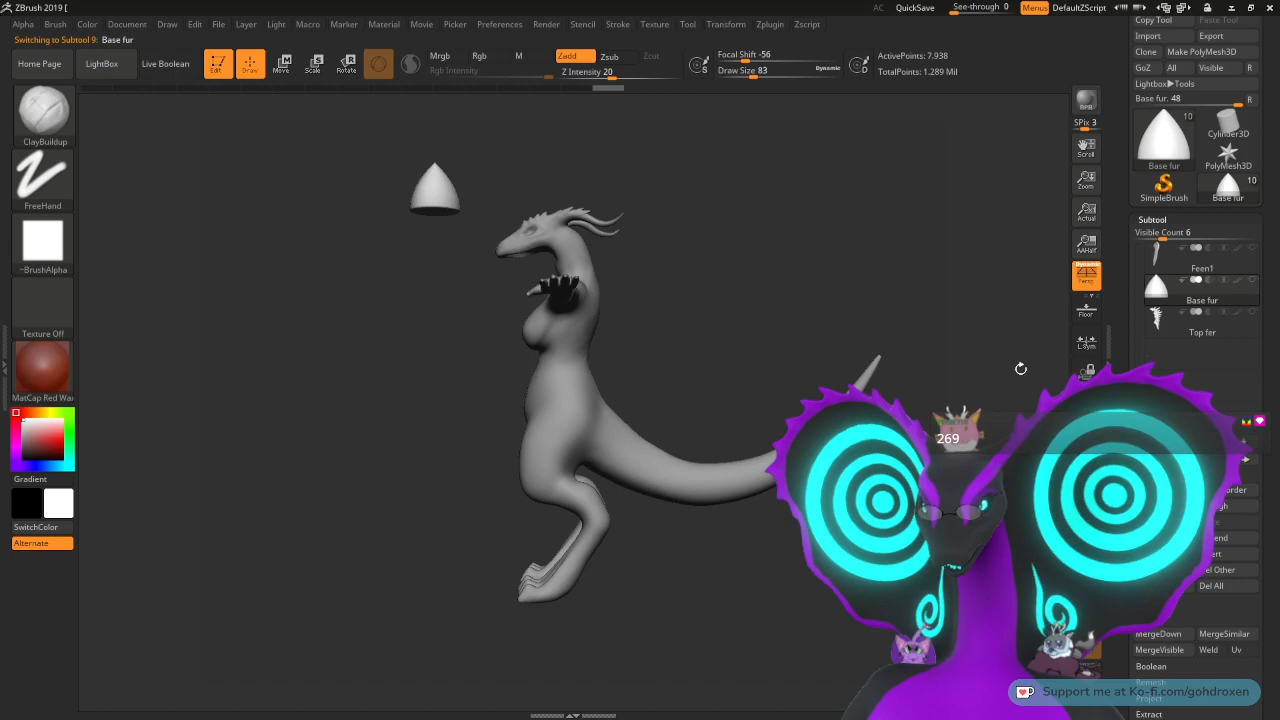 ZBrush 2019 [
AC QuickSave See-through 0 Menus DefaultZScript
Alpha Brush Color Document Draw Edit File Layer Light Macro Marker Material Movie Picker Preferences Render Stencil Stroke Texture Tool Transform Zplugin Zscript
Switching to Subtool 9: Base fur
Home Page LightBox Live Boolean Edit Draw Move Scale Rotate
Mrgb Rgb M Zadd Zsub Zcut
Rgb Intensity Z Intensity 20
Focal Shift -56
Draw Size 83 Dynamic
ActivePoints: 7.938
TotalPoints: 1.289 Mil
ClayBuildup
FreeHand
~BrushAlpha
Texture Off
MatCap Red Wax
Gradient
SwitchColor
Alternate
BPR
SPix 3
Scroll
Zoom
Actual
AAHalf
Dynamic
Persp
Floor
L.Sym
Copy Tool Paste Tool
Import Export
Clone Make PolyMesh3D
GoZ All Visible R
Lightbox▶Tools
Base fur. 48 R
10
Cylinder3D
Base fur PolyMesh3D
10
SimpleBrush Base fur
Subtool
Visible Count 6
Feen1
Base fur
Top fer
269
Del Other
Del All
MergeDown MergeSimilar
MergeVisible Weld Uv
Boolean
Remesh
Project
Extract
Support me at Ko-fi.com/gohdroxen